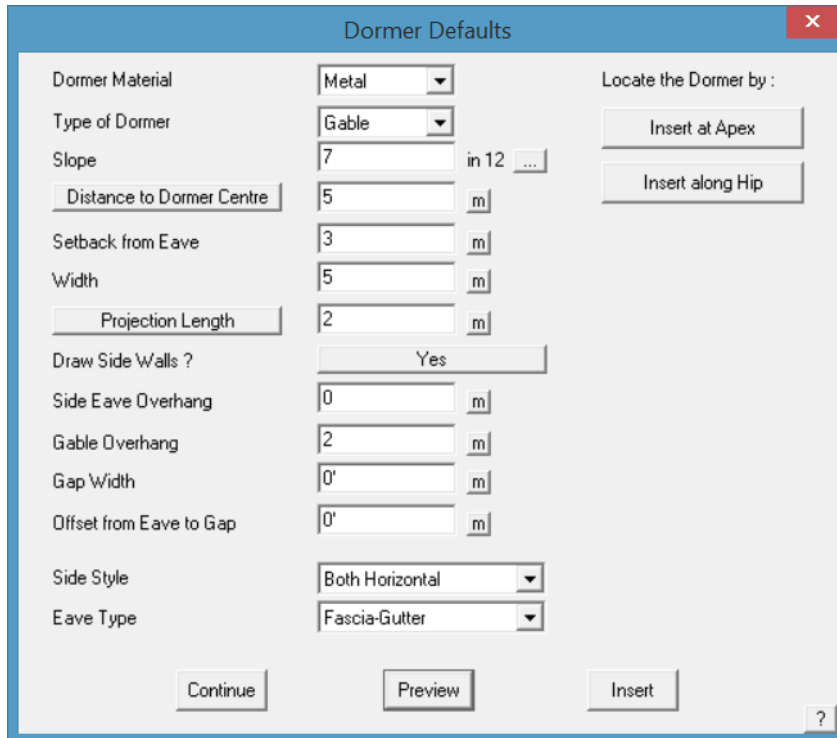 Dormer Defaults
x
Dormer Material Metal Locate the Dormer by :
Type of Dormer Gable Insert at Apex
Slope 7 in 12 ...
Distance to Dormer Centre 5 m Insert along Hip
Setback from Eave 3 m
Width 5 m
Projection Length 2 m
Draw Side Walls ? Yes
Side Eave Overhang 0 m
Gable Overhang 2 m
Gap Width 0' m
Offset from Eave to Gap 0' m
Side Style Both Horizontal
Eave Type Fascia-Gutter
Continue Preview Insert
?